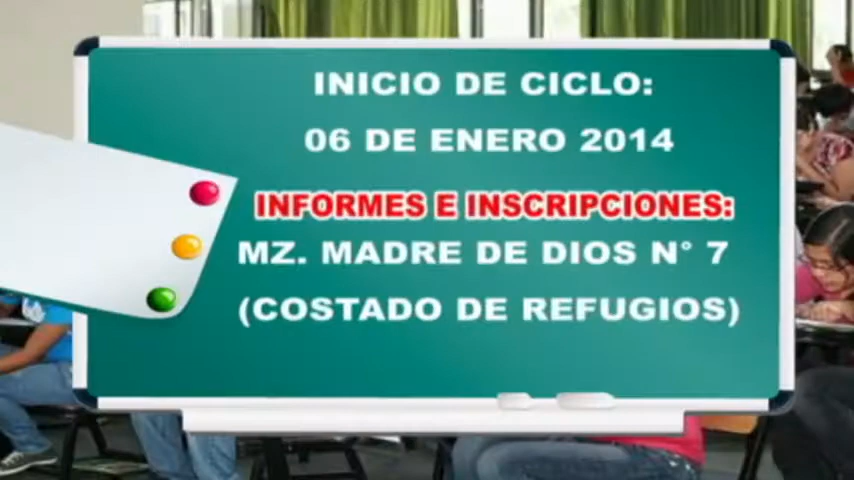 INICIO DE CICLO:
06 DE ENERO 2014
INFORMES E INSCRIPCIONES:
MZ. MADRE DE DIOS N° 7
(COSTADO DE REFUGIOS)